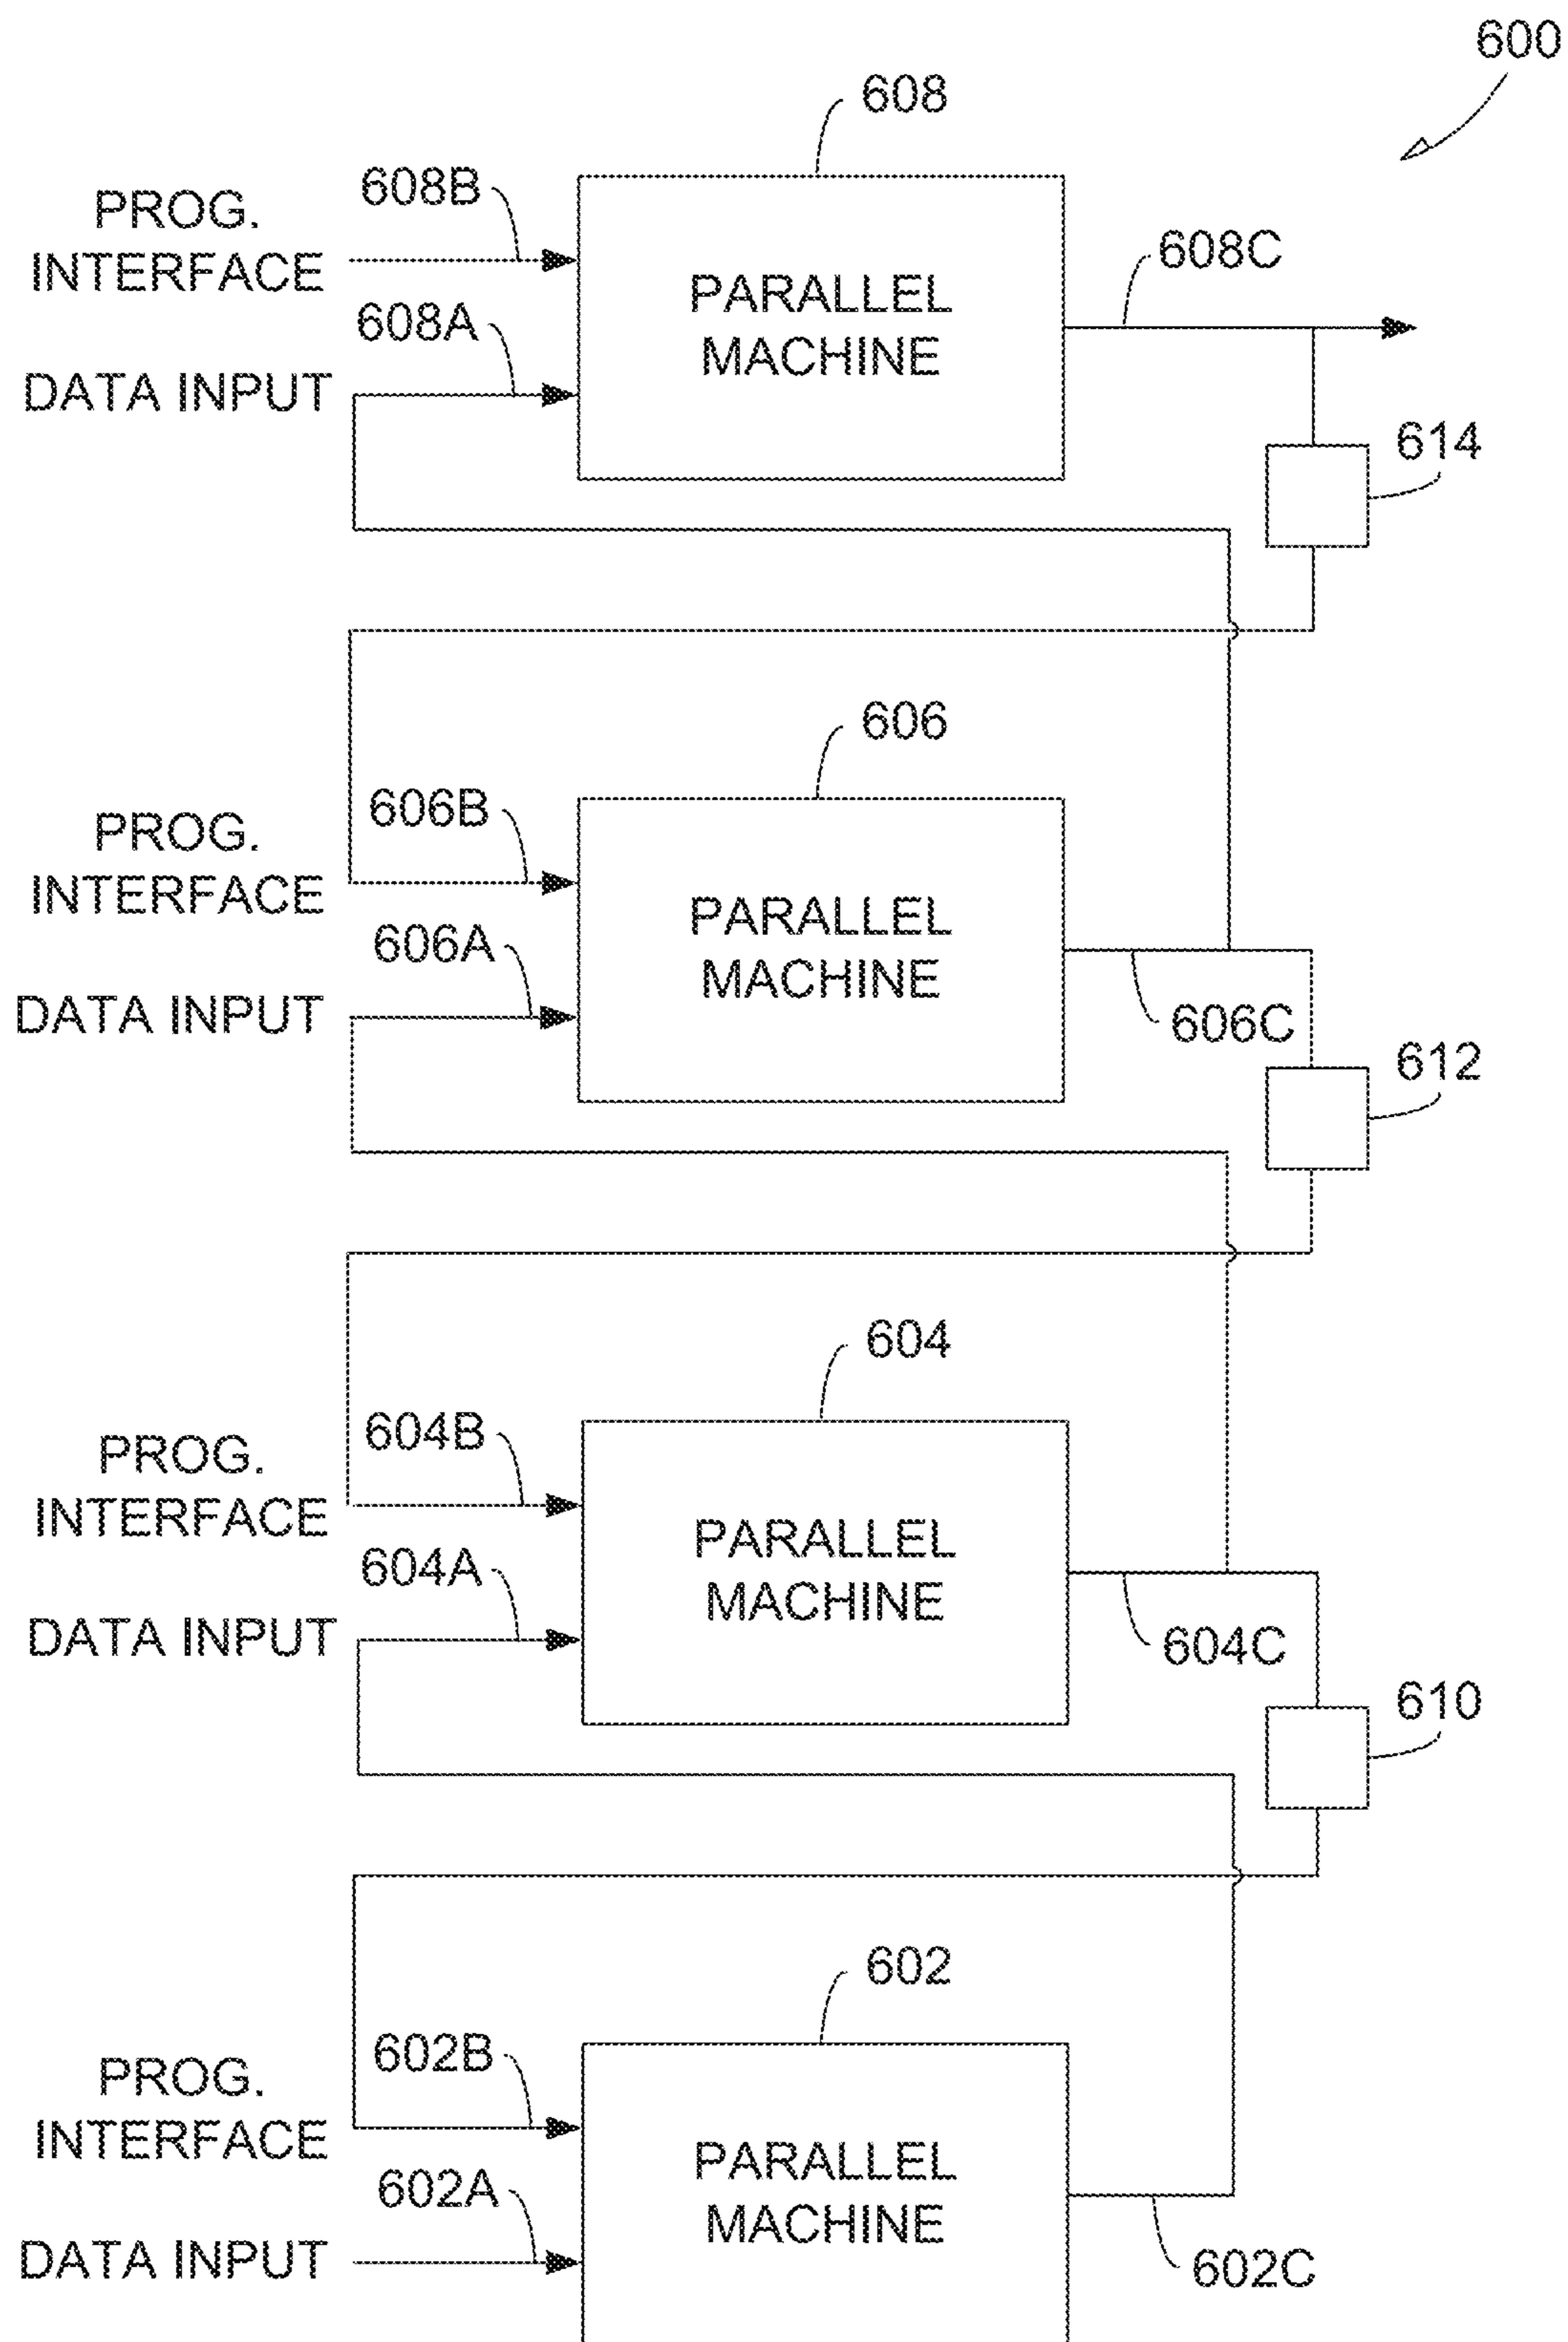 600
608
608B
PROG.
INTERFACE
608C
PARALLEL
MACHINE
608A
DATA INPUT
614
606
606B
PROG.
INTERFACE
PARALLEL
MACHINE
606A
DATA INPUT
606C
612
604
604B
PROG.
INTERFACE
PARALLEL
MACHINE
604A
DATA INPUT
604C
610
602
602B
PROG.
INTERFACE
PARALLEL
MACHINE
602A
DATA INPUT
602C